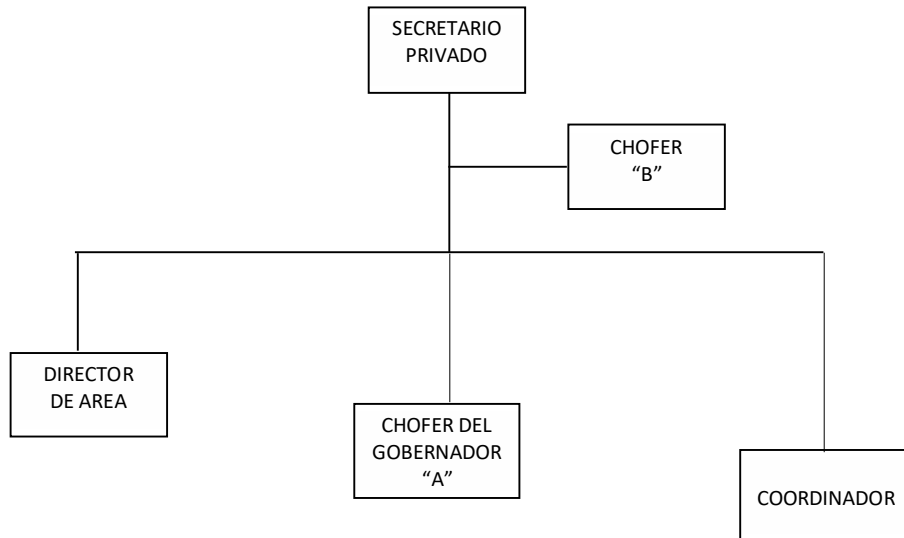 SECRETARIO
PRIVADO
CHOFER
“B”
DIRECTOR
DE AREA
CHOFER DEL
GOBERNADOR
“A”
COORDINADOR